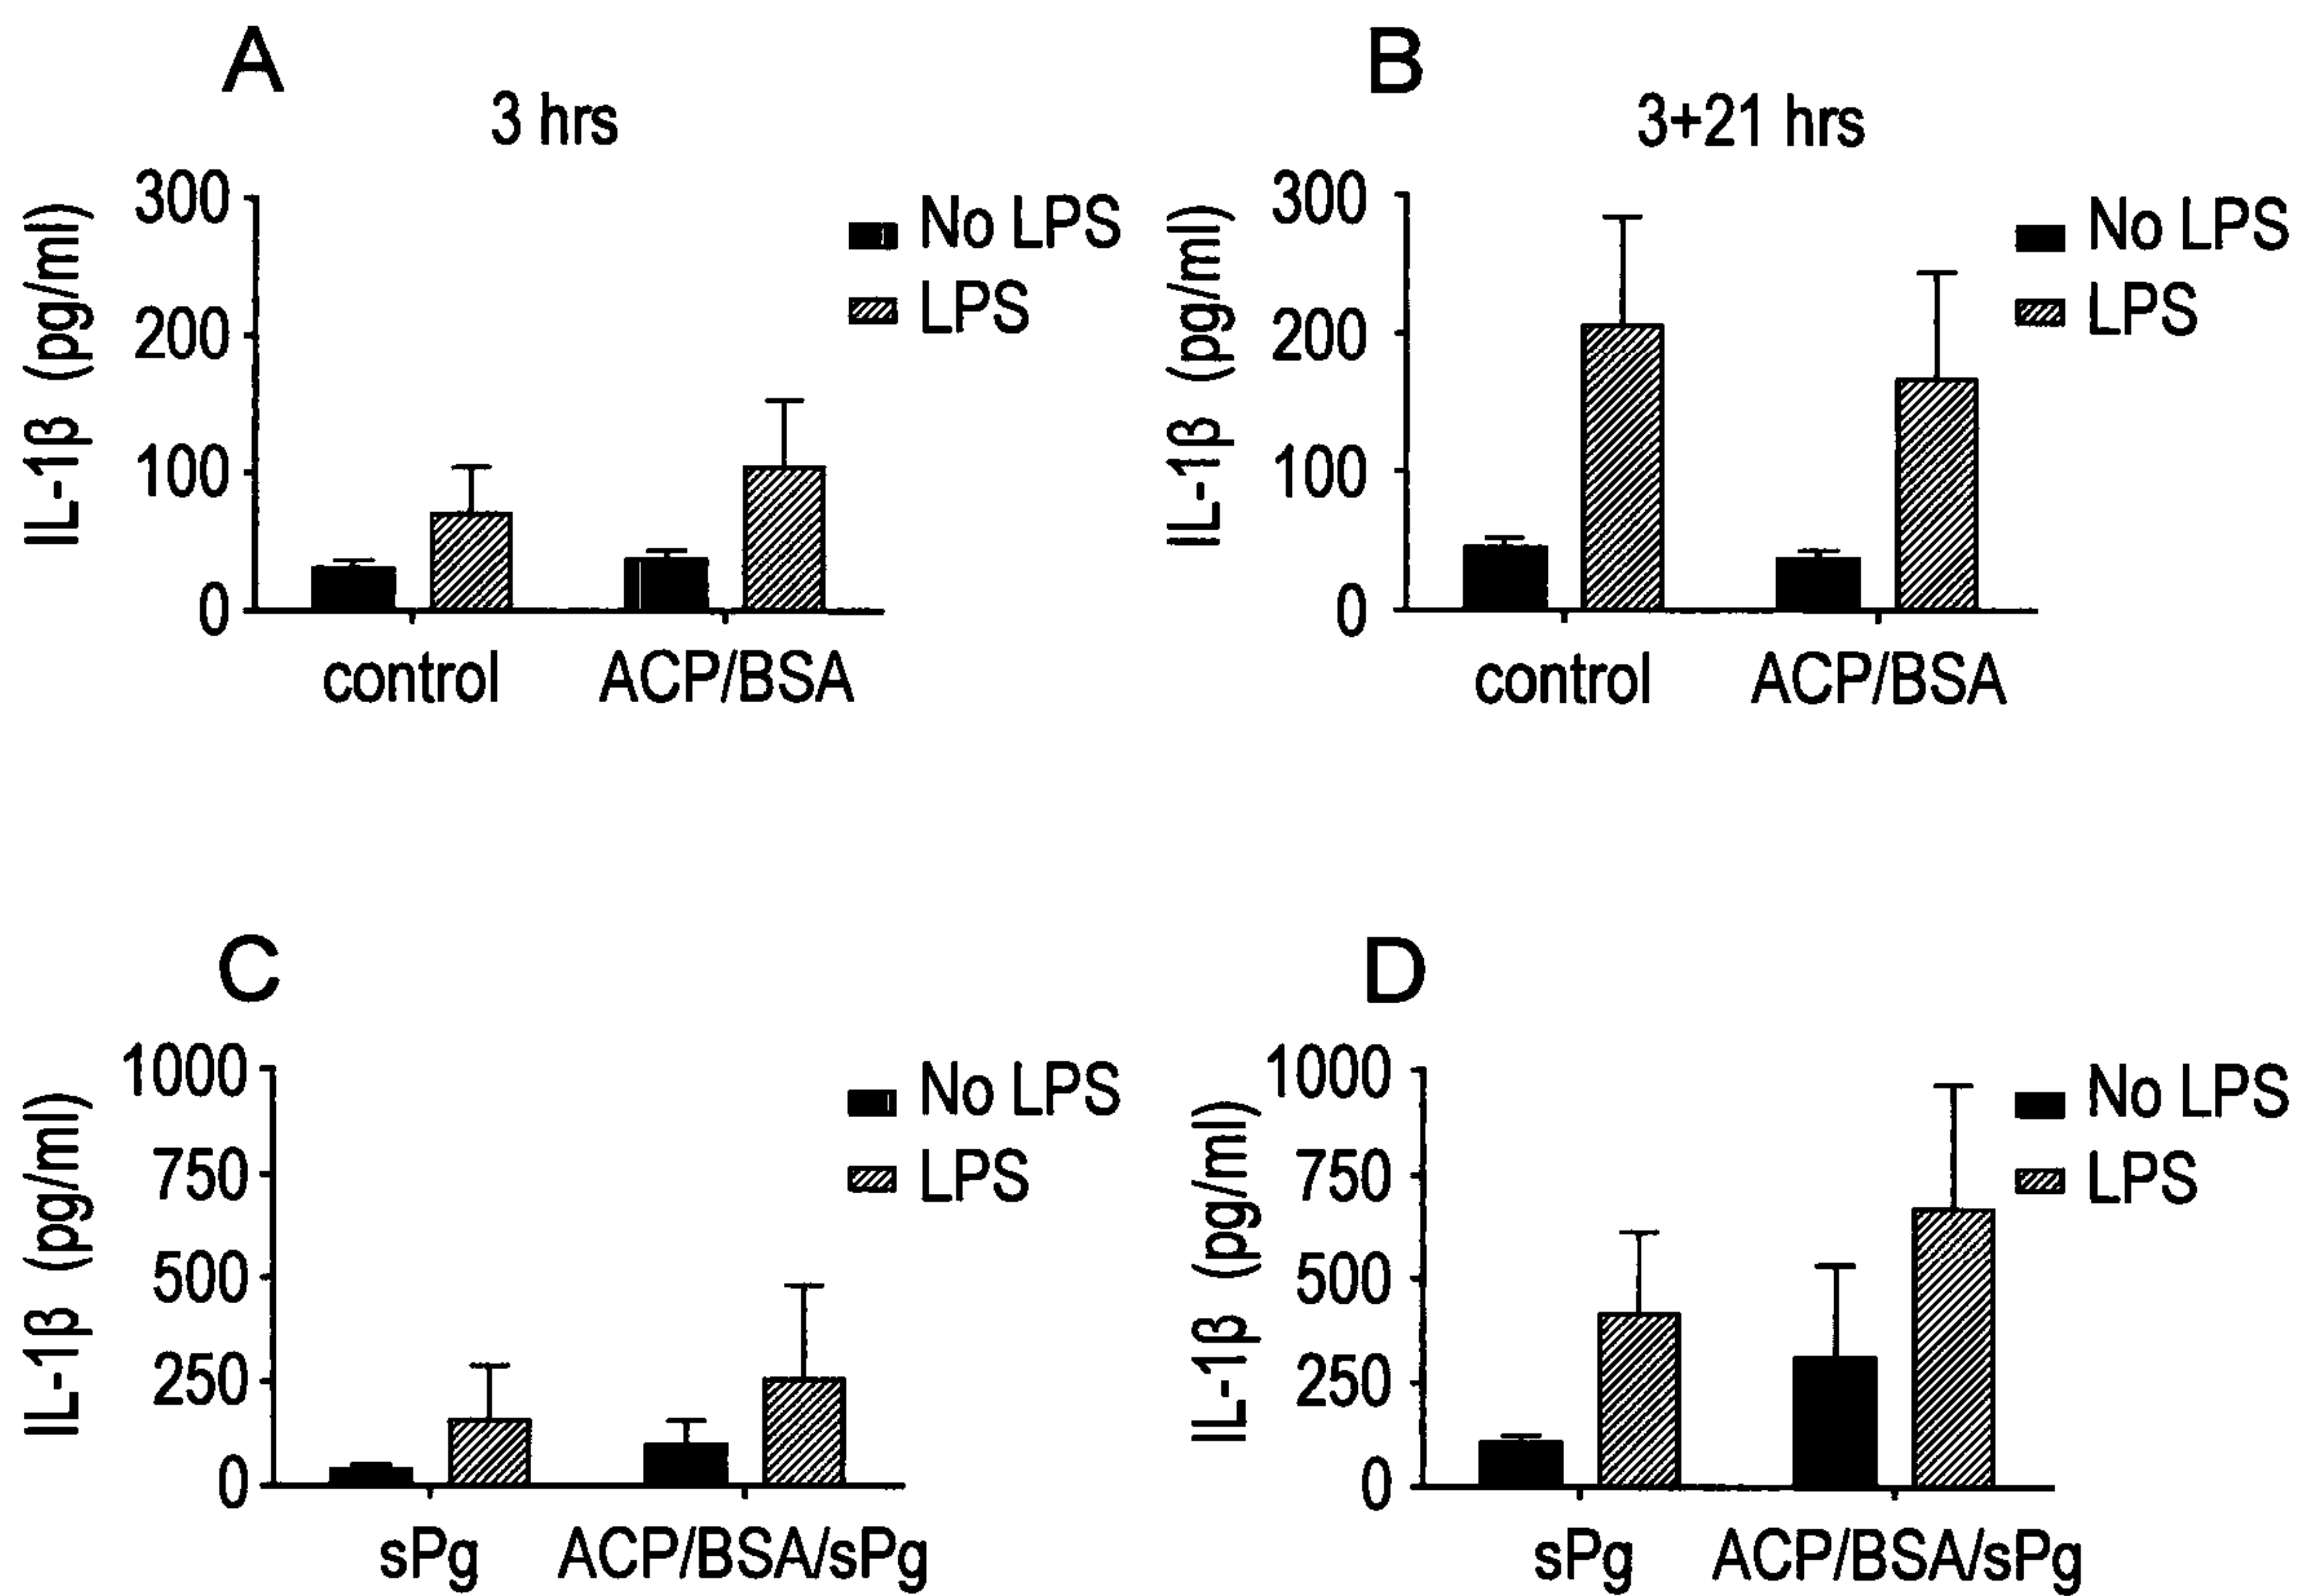 A
3 hrs
IL-1β (pg/ml)
300
200
100
0
No LPS
LPS
control
ACP/BSA
B
3+21 hrs
IL-1β (pg/ml)
300
200
100
0
No LPS
LPS
control
ACP/BSA
C
IL-1β (pg/ml)
1000
750
500
250
0
No LPS
LPS
sPg
ACP/BSA/sPg
D
IL-1β (pg/ml)
1000
750
500
250
0
No LPS
LPS
sPg
ACP/BSA/sPg